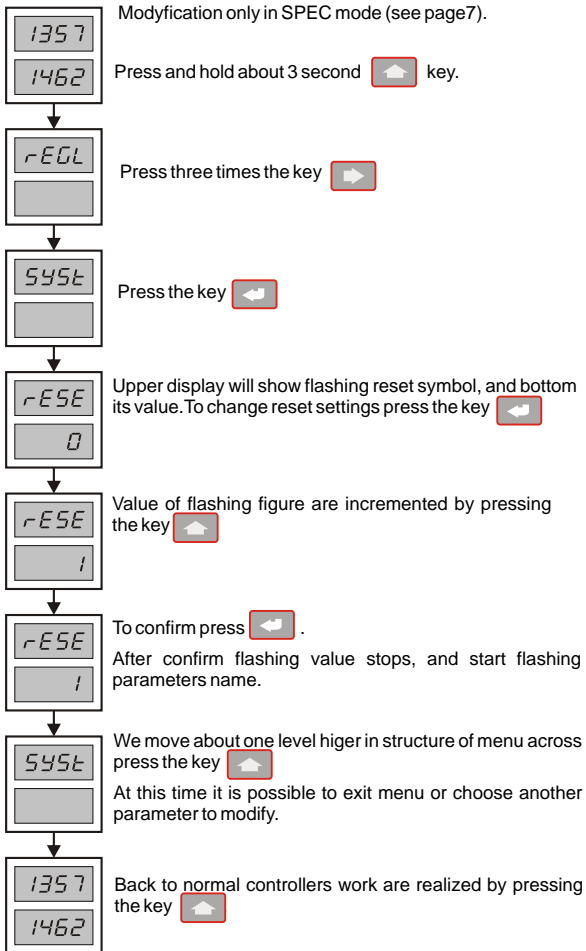 Modyfication only in SPEC mode (see page7).
1357
1462
Press and hold about 3 second key.
rEGL
Press three times the key
SYSt
Press the key
Upper display will show flashing reset symbol, and bottom
rESE
its value.To change reset settings press the key
0
Value of flashing figure are incremented by pressing
rESE
the key
1
To confirm press .
rESE
After confirm flashing value stops, and start flashing
1
parameters name.
We move about one level higer in structure of menu across
SYSt
press the key
At this time it is possible to exit menu or choose another
parameter to modify.
1357
Back to normal controllers work are realized by pressing
1462
the key